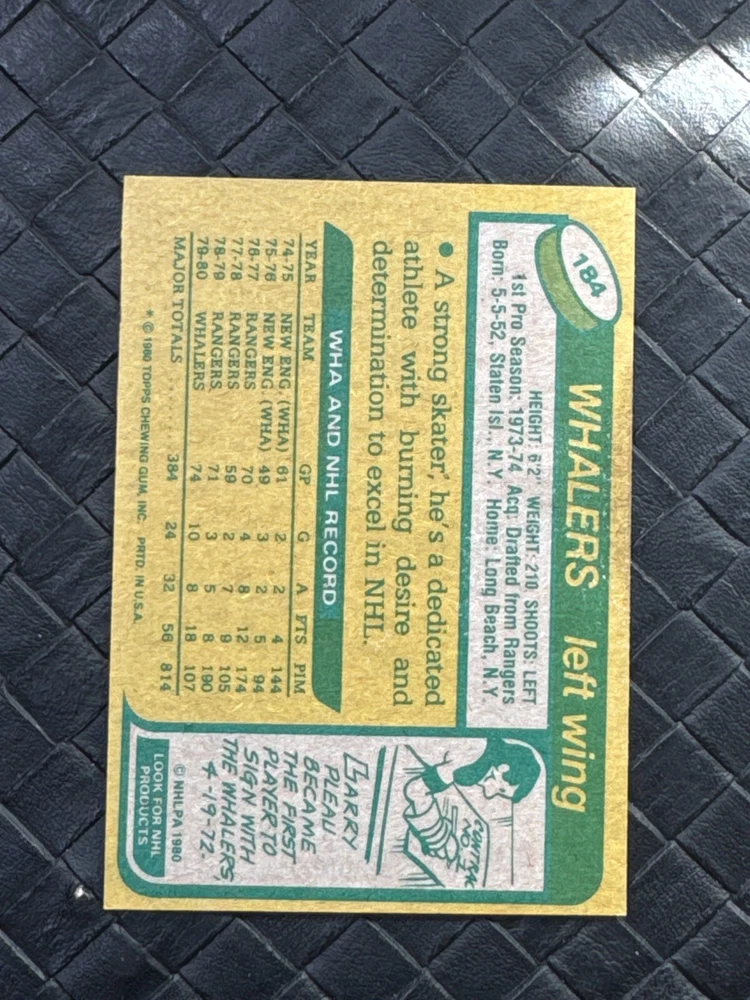 184
WHALERS left wing
HEIGHT: 6'2" WEIGHT: 210 SHOOTS: LEFT
1st Pro Season: 1973-74 Acq: Drafted from Rangers
Born: 5-5-52, Staten Isl., N.Y. Home: Long Beach, N.Y.
• A strong skater, he's a dedicated
athlete with burning desire and
determination to excel in NHL.
WHA AND NHL RECORD
YEAR TEAM GP G A PTS PIM
74-75 NEW ENG. (WHA) 61 2 2 4 144
75-76 NEW ENG. (WHA) 49 3 2 5 94
76-77 RANGERS 70 4 8 12 174
77-78 RANGERS 59 2 7 9 105
78-79 RANGERS 71 3 5 8 190
79-80 WHALERS 74 10 8 18 107
MAJOR TOTALS ........ 384 24 32 56 814
* © 1980 TOPPS CHEWING GUM, INC. PRTD. IN U.S.A.
CONTRAC
NO. 1
LARRY
PLEAU
BECAME
THE FIRST
PLAYER TO
SIGN WITH
THE WHALERS,
4-19-72.
© NHLPA 1980
LOOK FOR NHL
PRODUCTS